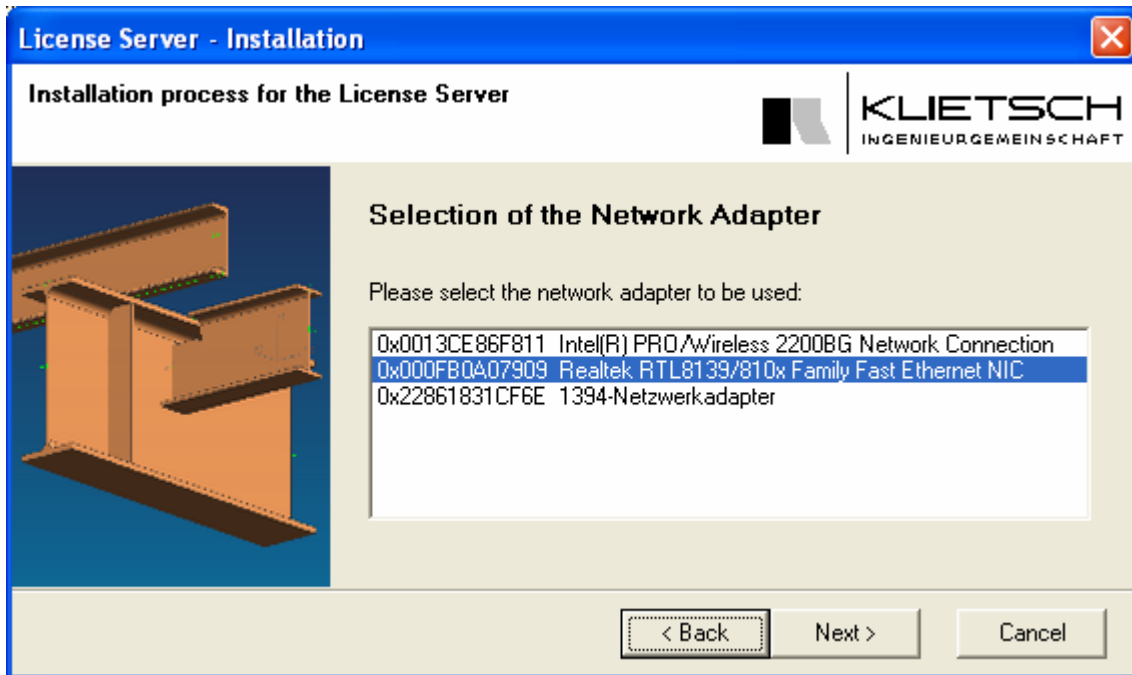 License Server - Installation
Installation process for the License Server
KLIETSCH
INGENIEURGEMEINSCHAFT
Selection of the Network Adapter
Please select the network adapter to be used:
0x0013CE86F811 Intel(R) PRO/Wireless 2200BG Network Connection
0x000FB0A07909 Realtek RTL8139/810x Family Fast Ethernet NIC
0x22861831CF6E 1394-Netzwerkadapter
< Back Next > Cancel